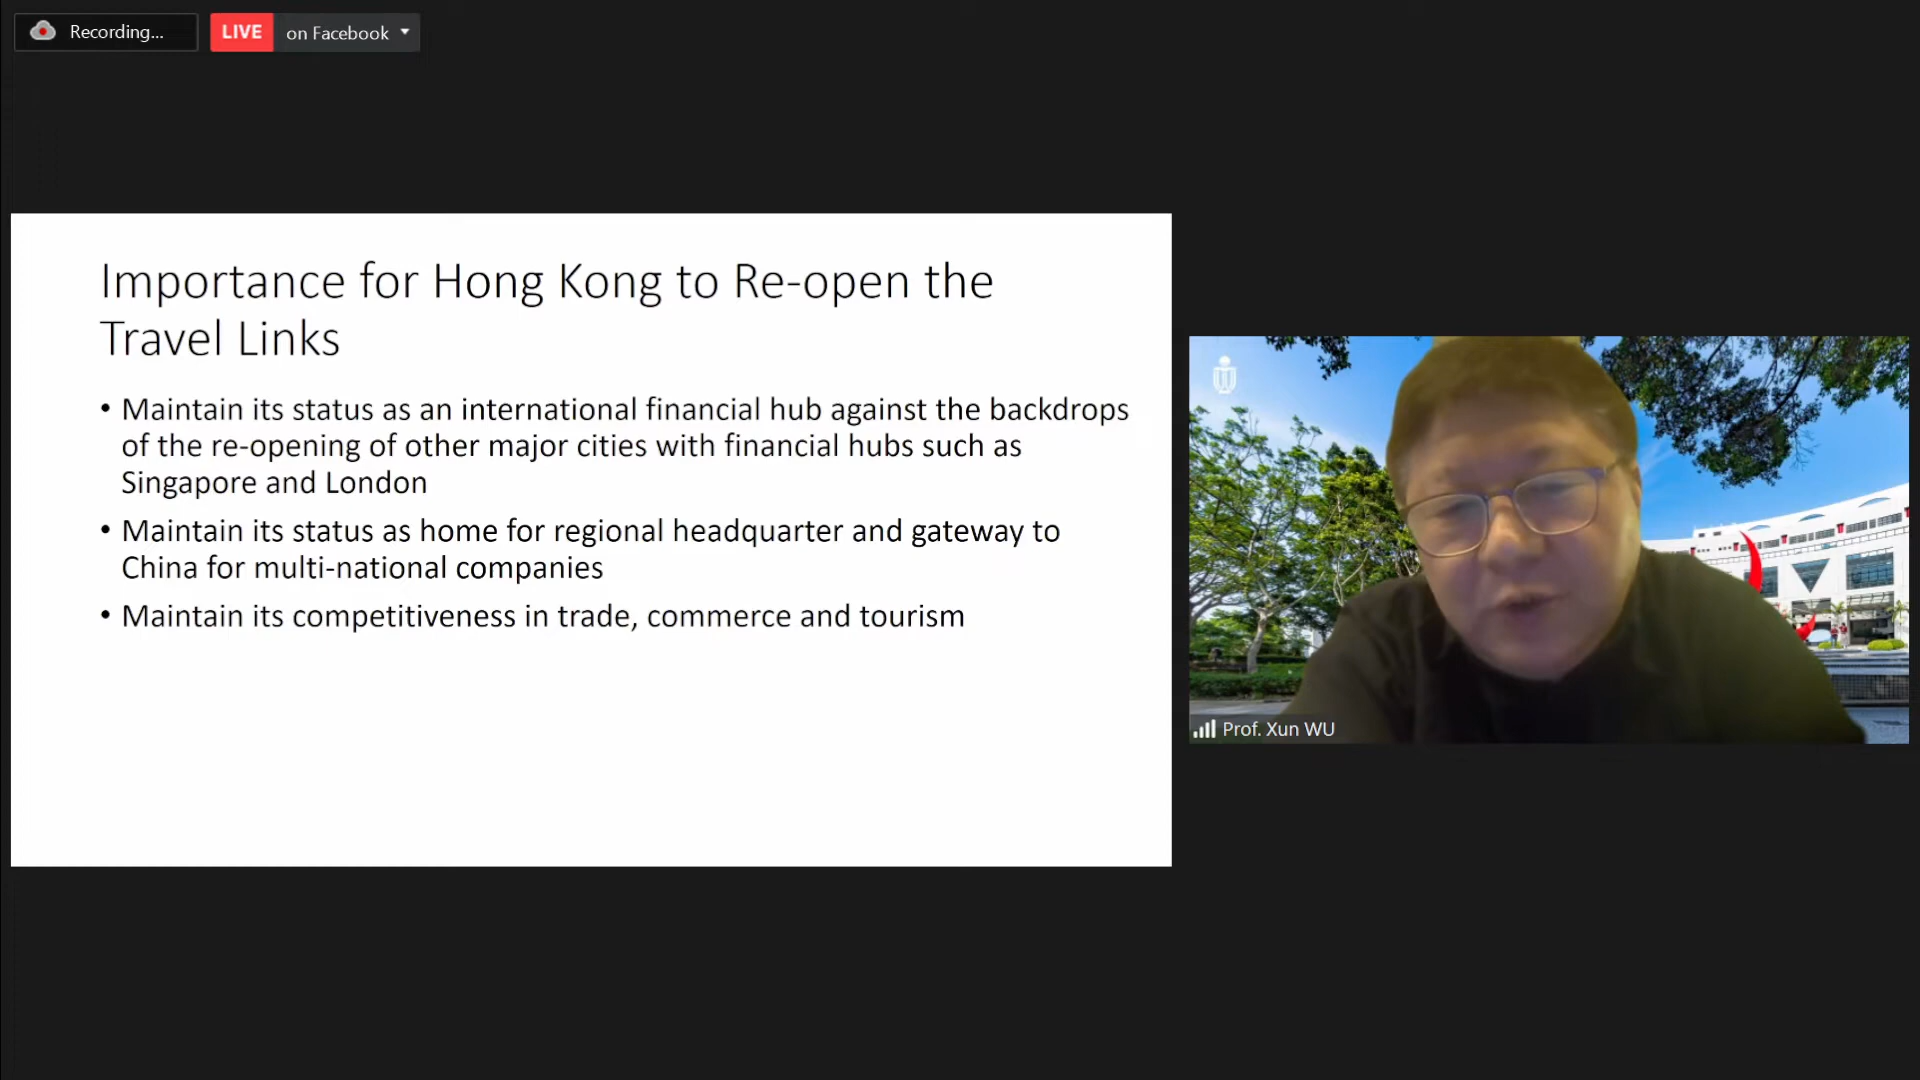 Recording...
LIVE on Facebook
Importance for Hong Kong to Re-open the
Travel Links
• Maintain its status as an international financial hub against the backdrops
of the re-opening of other major cities with financial hubs such as
Singapore and London
• Maintain its status as home for regional headquarter and gateway to
China for multi-national companies
• Maintain its competitiveness in trade, commerce and tourism
Prof. Xun WU